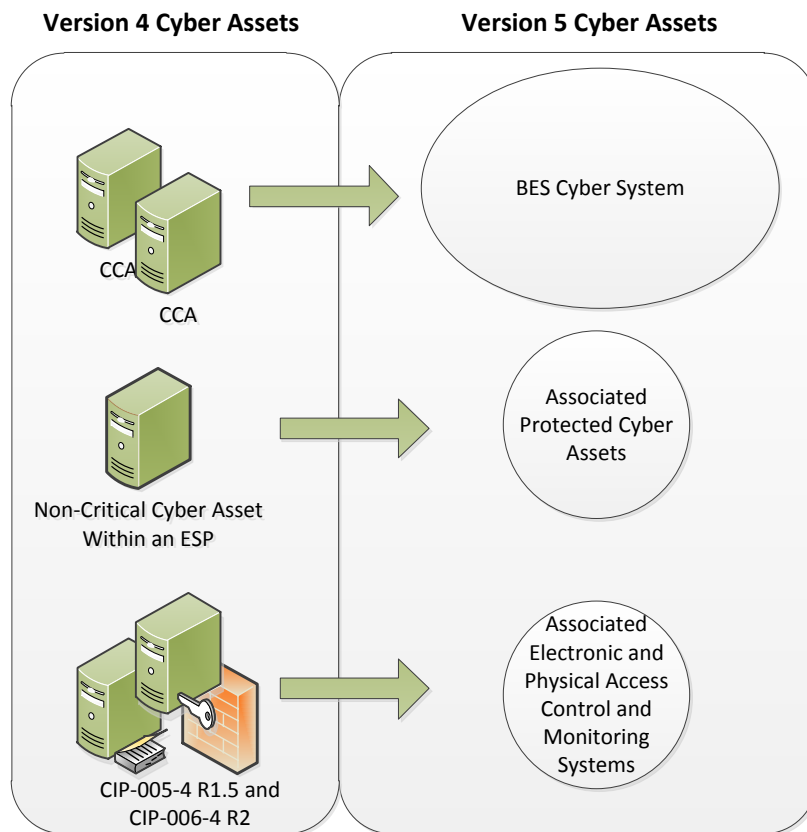 Version 4 Cyber Assets
Version 5 Cyber Assets
CCA
CCA
BES Cyber System
Non-Critical Cyber Asset
Within an ESP
Associated
Protected Cyber
Assets
CIP-005-4 R1.5 and
CIP-006-4 R2
Associated
Electronic and
Physical Access
Control and
Monitoring
Systems